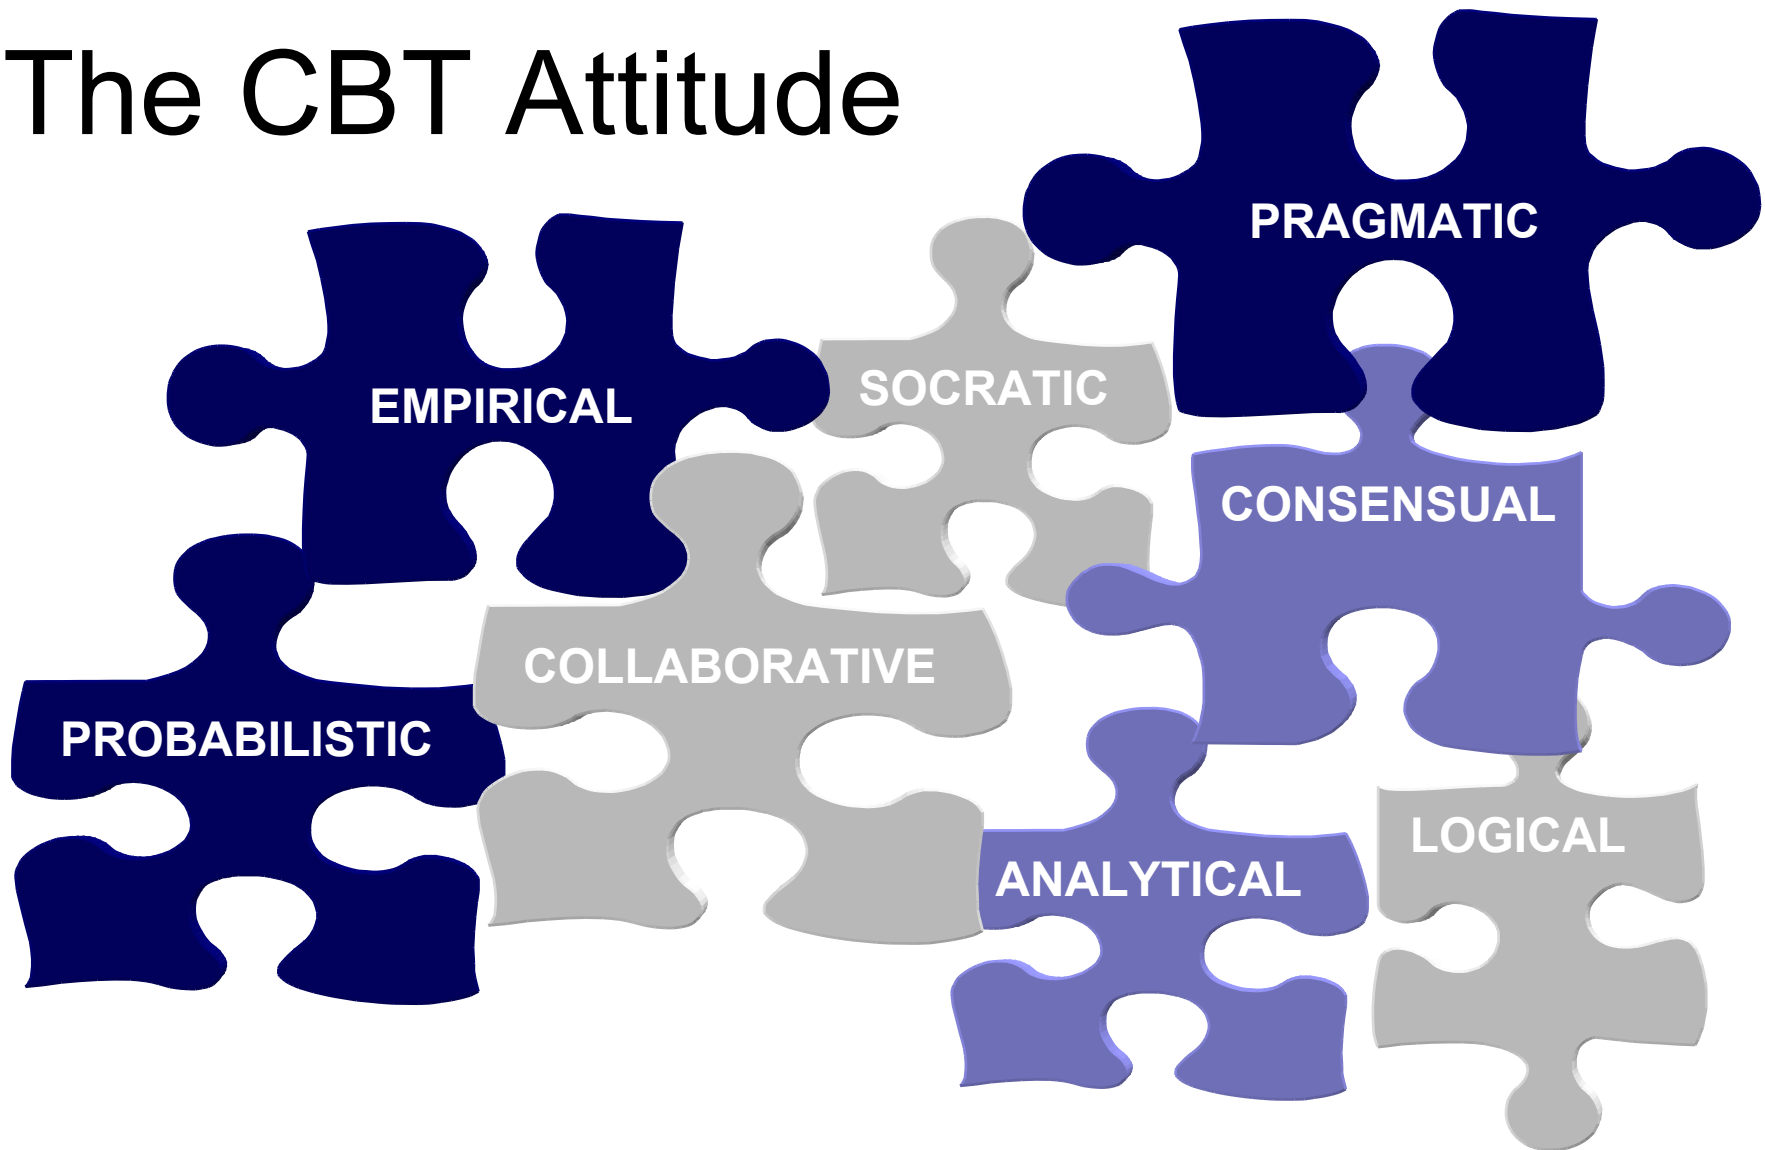 The CBT Attitude
PRAGMATIC
EMPIRICAL
SOCRATIC
CONSENSUAL
COLLABORATIVE
PROBABILISTIC
ANALYTICAL
LOGICAL